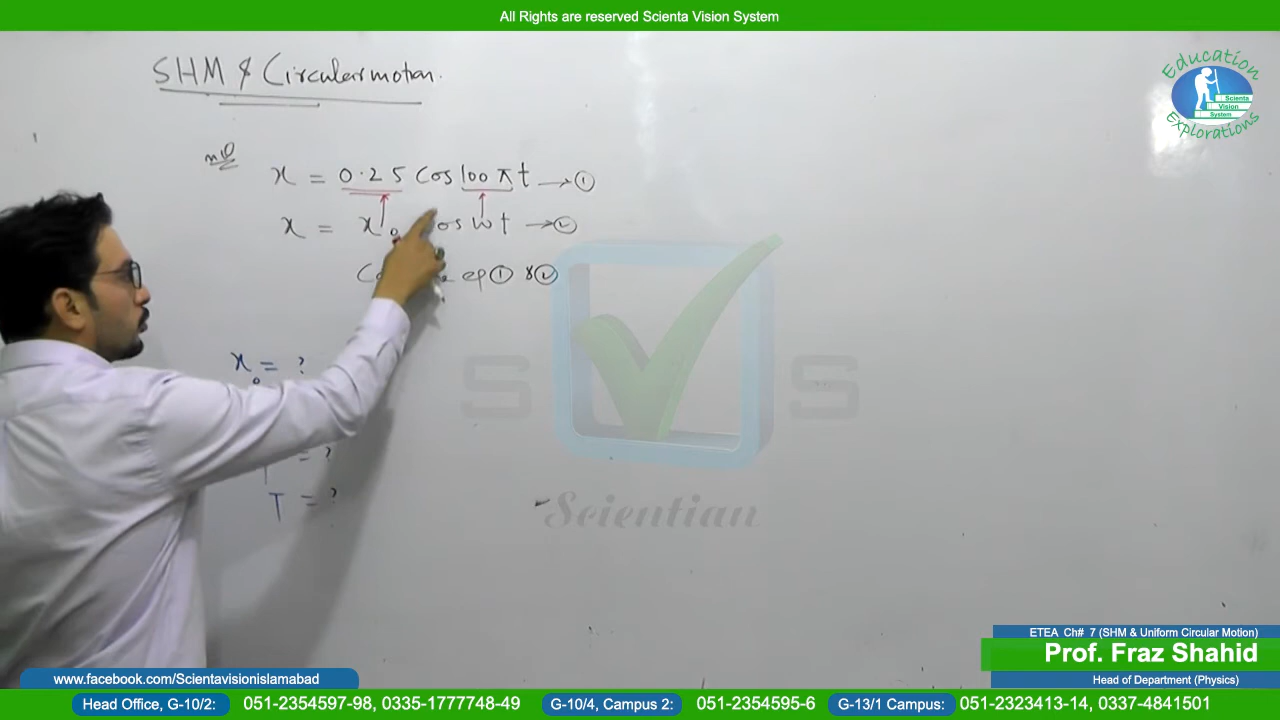 All Rights are reserved Scienta Vision System
SHM & Circular motion.
Education
Scienta
Vision
System
Explorations
x = 0.25 Cos 100 π t → ①
x = x₀ cos ω t → ②
eq ① & ②
x₀ = ?
= ?
T = ?
S S
Scientian
ETEA Ch# 7 (SHM & Uniform Circular Motion)
Prof. Fraz Shahid
Head of Department (Physics)
www.facebook.com/Scientavisionislamabad
Head Office, G-10/2: 051-2354597-98, 0335-1777748-49 G-10/4, Campus 2: 051-2354595-6 G-13/1 Campus: 051-2323413-14, 0337-4841501